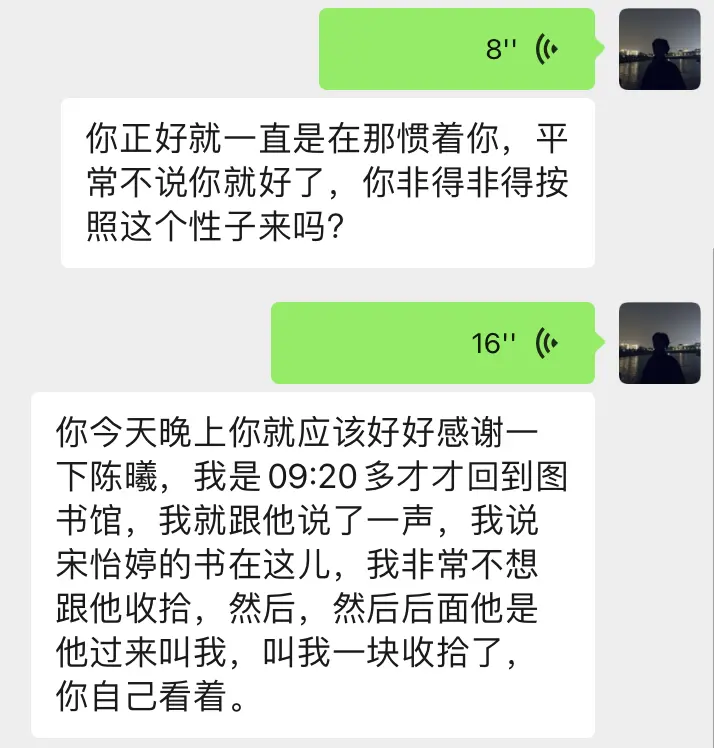 8''
你正好就一直是在那惯着你，平
常不说你就好了，你非得非得按
照这个性子来吗？
16''
你今天晚上你就应该好好感谢一
下陈曦，我是09:20多才才回到图
书馆，我就跟他说了一声，我说
宋怡婷的书在这儿，我非常不想
跟他收拾，然后，然后后面他是
他过来叫我，叫我一块收拾了，
你自己看着。